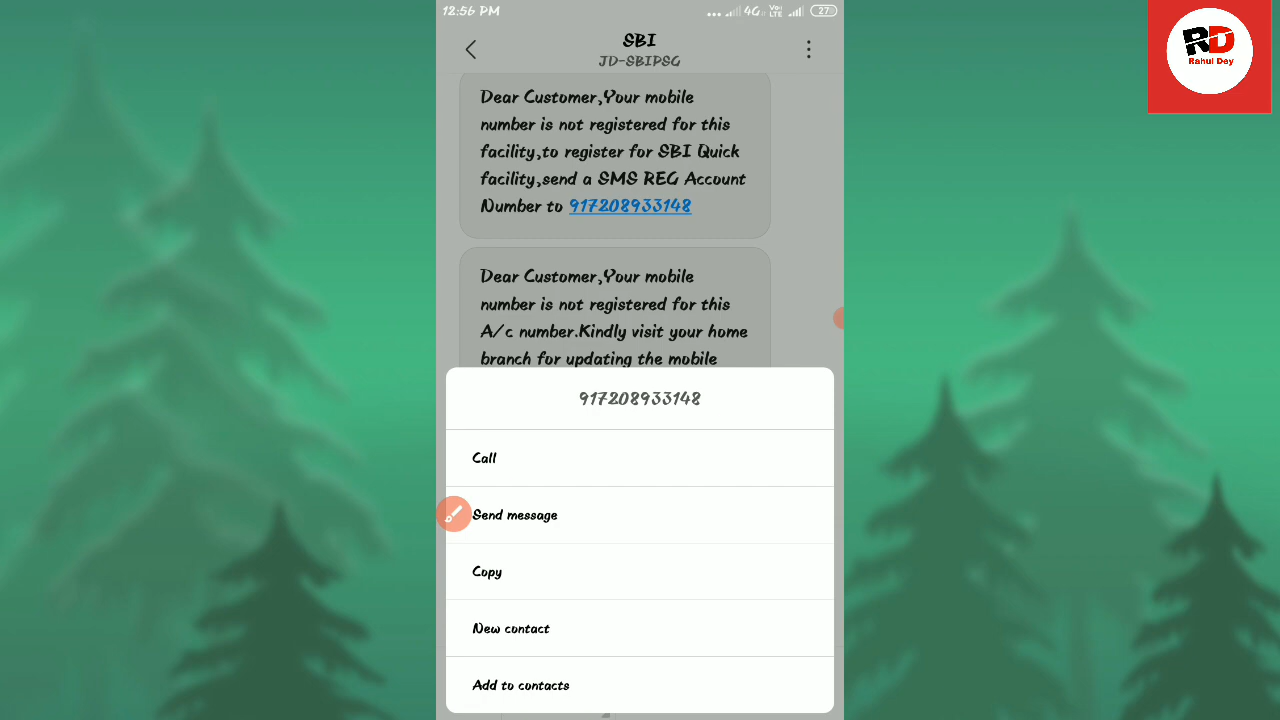 12:56 PM
4G
Vo
LTE
27
SBI
JD-SBIPSG
RD
Rahul Dey
Dear Customer,Your mobile
number is not registered for this
facility,to register for SBI Quick
facility,send a SMS REG Account
Number to 917208933148
Dear Customer,Your mobile
number is not registered for this
A/c number.Kindly visit your home
branch for updating the mobile
917208933148
Call
Send message
Copy
New contact
Add to contacts